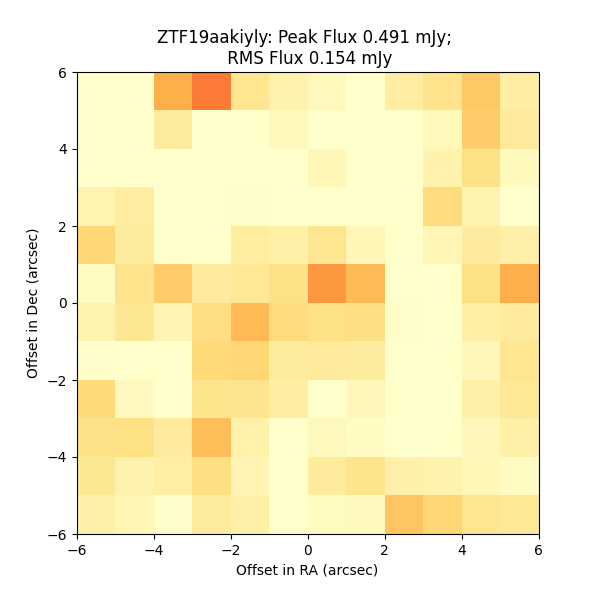 ZTF19aakiyly: Peak Flux 0.491 mJy;
RMS Flux 0.154 mJy
6
4
2
0
−2
−4
−6
Offset in Dec (arcsec)
−6 −4 −2 0 2 4 6
Offset in RA (arcsec)